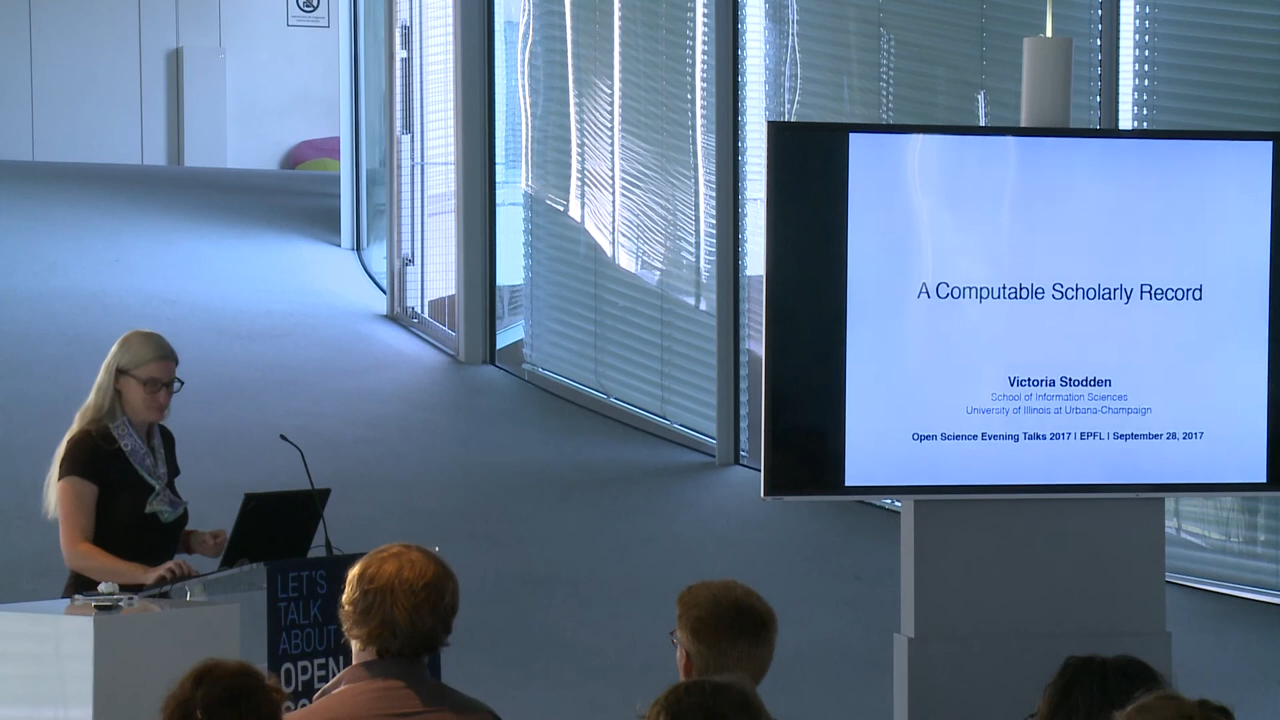 A Computable Scholarly Record
Victoria Stodden
School of Information Sciences
University of Illinois at Urbana-Champaign
Open Science Evening Talks 2017 | EPFL | September 28, 2017
LET'S
TALK
ABOUT
OPEN